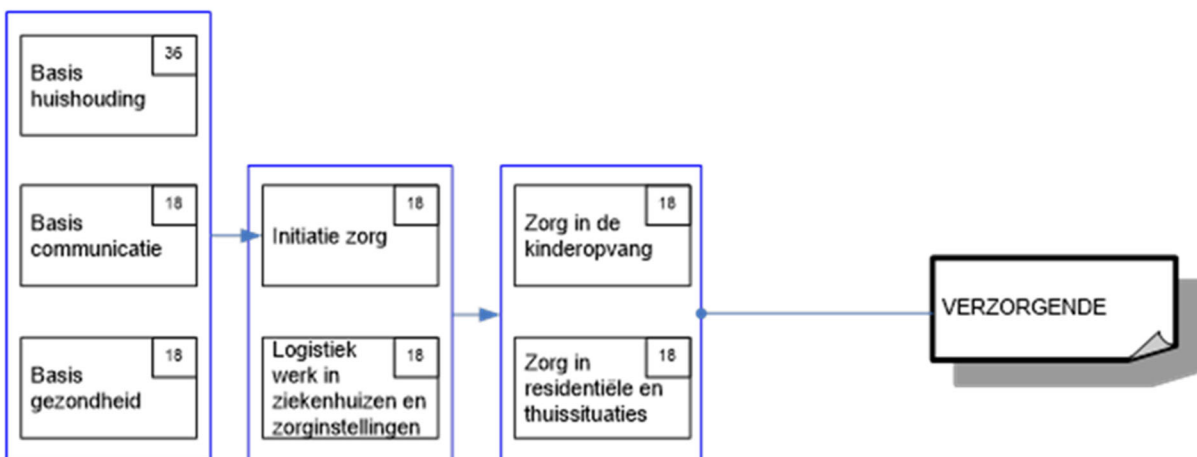 36
Basis
huishouding
18
Basis
communicatie
18
Basis
gezondheid
18
Initiatie zorg
18
Logistiek
werk in
ziekenhuizen en
zorginstellingen
18
Zorg in de
kinderopvang
18
Zorg in
residentiële en
thuissituaties
VERZORGENDE